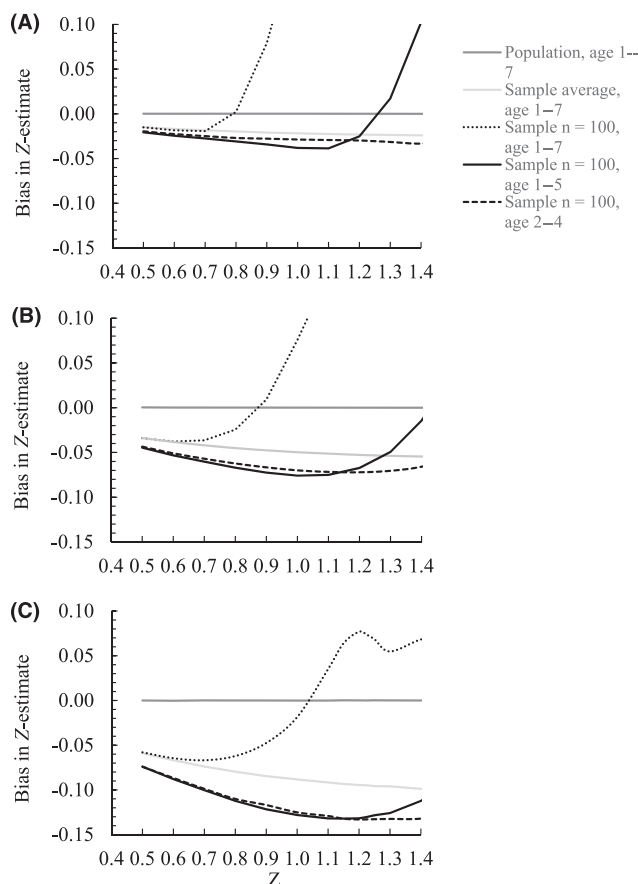 (A)
0.10
0.05
0.00
-0.05
-0.10
-0.15
Bias in Z-estimate
0.4 0.5 0.6 0.7 0.8 0.9 1.0 1.1 1.2 1.3 1.4
Population, age 1–
7
Sample average,
age 1–7
Sample n = 100,
age 1–7
Sample n = 100,
age 1–5
Sample n = 100,
age 2–4
(B)
0.10
0.05
0.00
-0.05
-0.10
-0.15
Bias in Z-estimate
0.4 0.5 0.6 0.7 0.8 0.9 1.0 1.1 1.2 1.3 1.4
(C)
0.10
0.05
0.00
-0.05
-0.10
-0.15
Bias in Z-estimate
0.4 0.5 0.6 0.7 0.8 0.9 1.0 1.1 1.2 1.3 1.4
Z